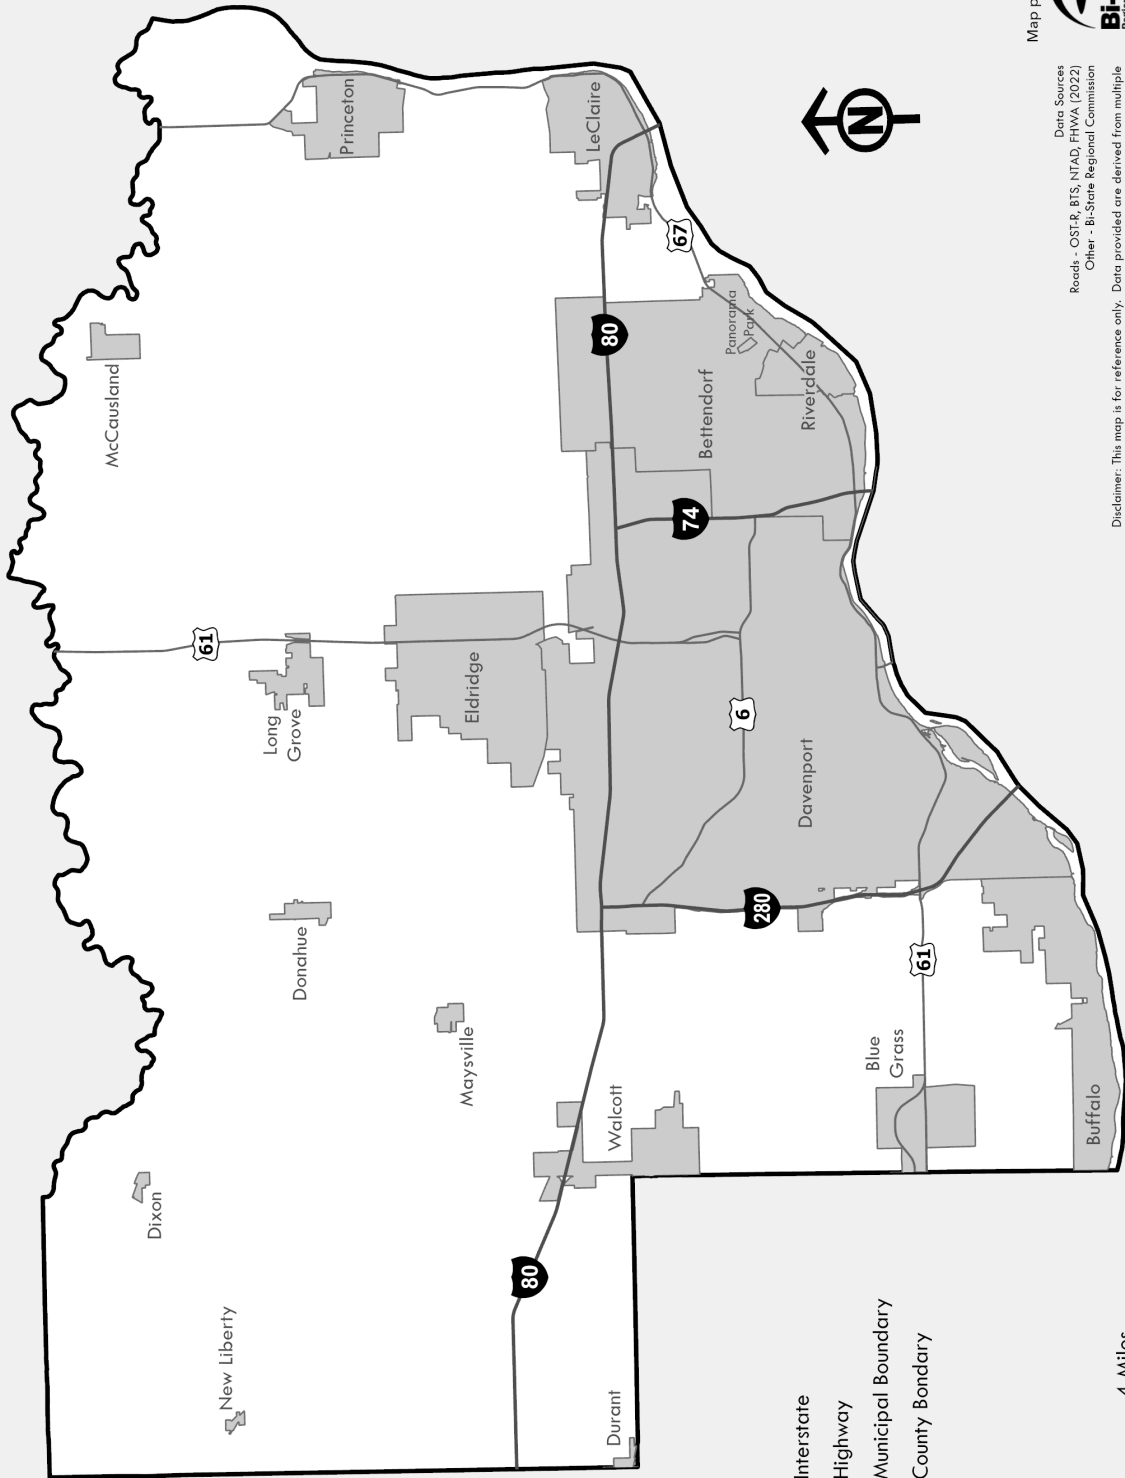 Princeton
LeClaire
67
McCausland
80
Panorama
Park
Riverdale
Bettendorf
74
61
Long
Grove
Eldridge
6
Davenport
280
Donahue
Maysville
61
Blue
Grass
Walcott
Buffalo
Dixon
80
New Liberty
Durant
N
Interstate
Highway
Municipal Boundary
County Bondary
4 Miles
Map p
Bi-
Data Sources
Roads - OST-R, BTS, NTAD, FHWA (2022)
Other - Bi-State Regional Commission
Disclaimer: This map is for reference only. Data provided are derived from multiple